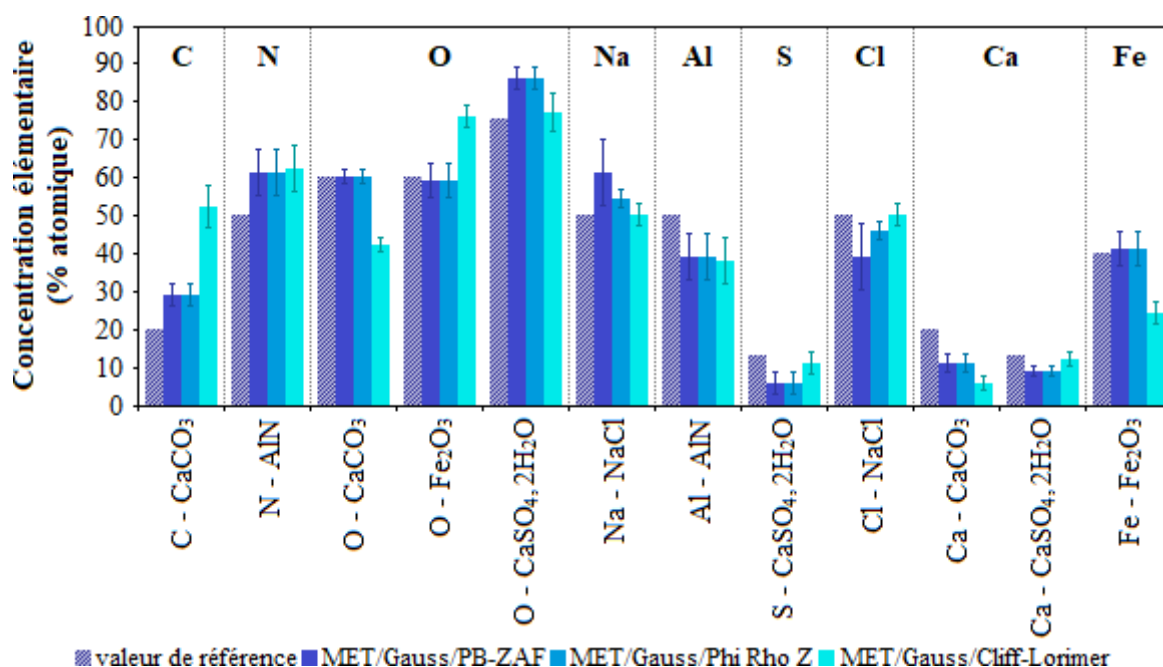 Concentration élémentaire
(% atomique)
100
90
80
70
60
50
40
30
20
10
0
C
N
O
Na
Al
S
Cl
Ca
Fe
C - CaCO₃
N - AlN
O - CaCO₃
O - Fe₂O₃
O - CaSO₄, 2H₂O
Na - NaCl
Al - AlN
S - CaSO₄, 2H₂O
Cl - NaCl
Ca - CaCO₃
Ca - CaSO₄, 2H₂O
Fe - Fe₂O₃
valeur de référence MET/Gauss/PB-ZAF MET/Gauss/Phi Rho Z MET/Gauss/Cliff-Lorimer